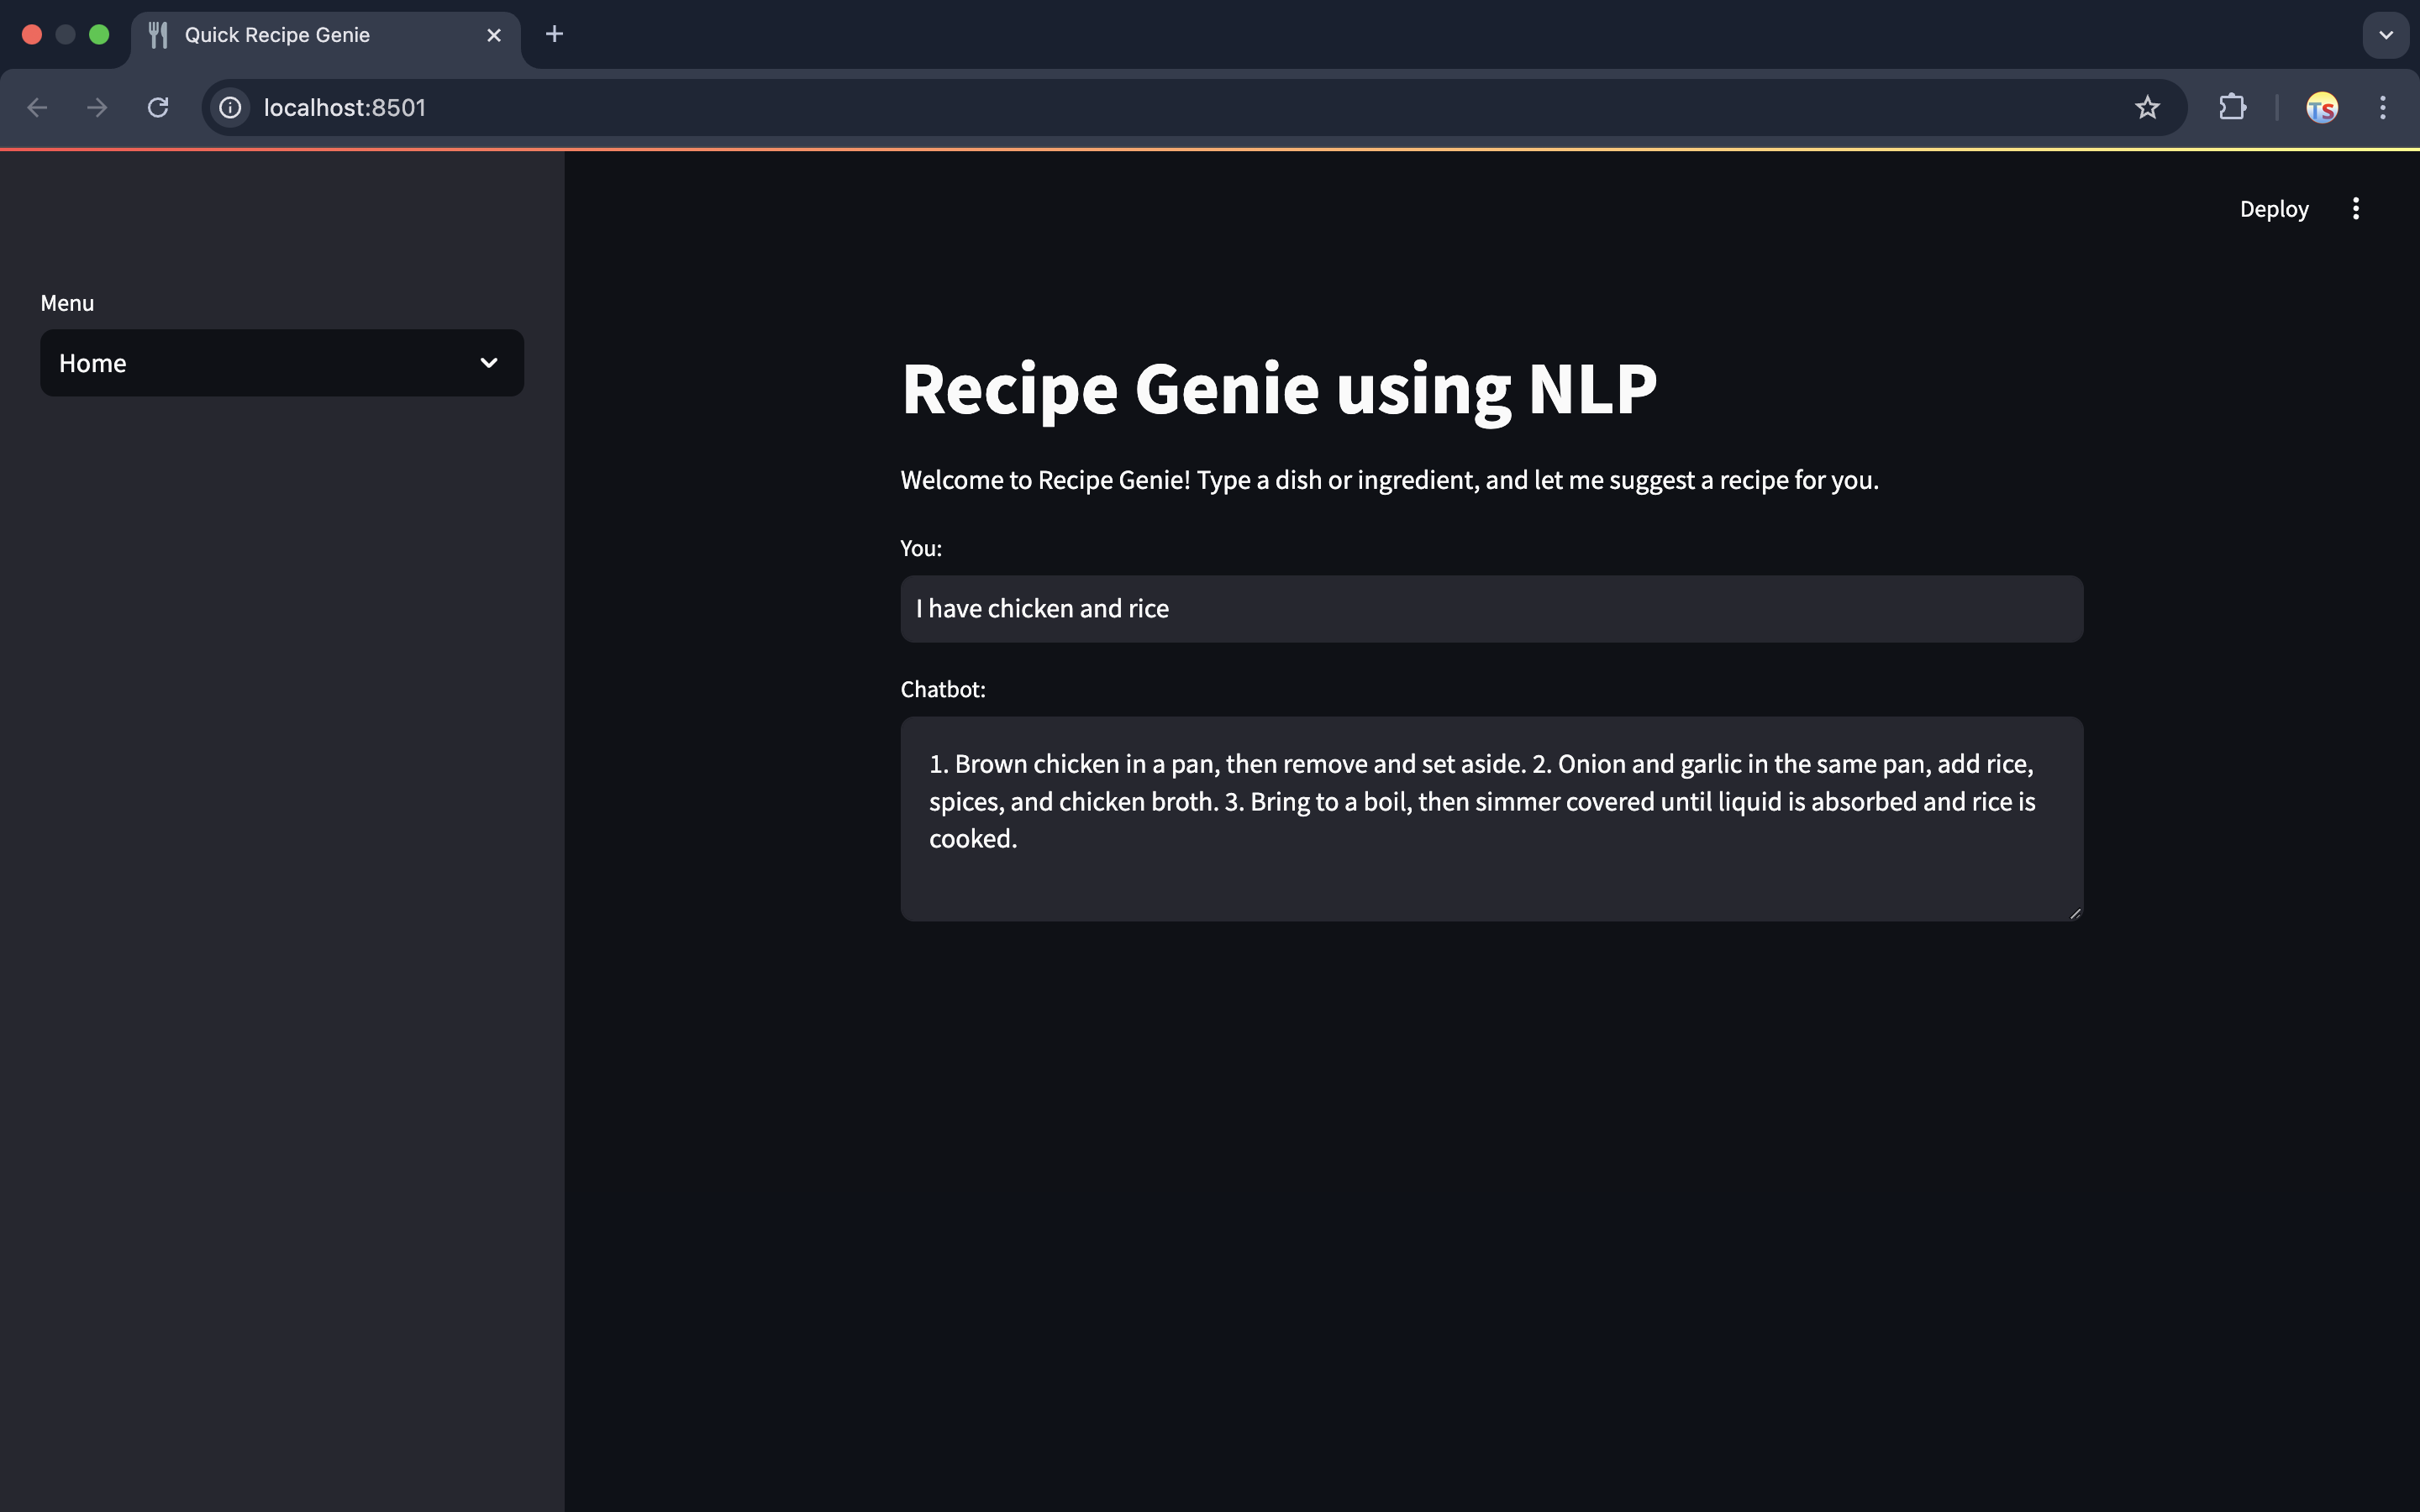 Quick Recipe Genie
localhost:8501
Deploy
Menu
Home
Recipe Genie using NLP
Welcome to Recipe Genie! Type a dish or ingredient, and let me suggest a recipe for you.
You:
I have chicken and rice
Chatbot:
1. Brown chicken in a pan, then remove and set aside. 2. Onion and garlic in the same pan, add rice,
spices, and chicken broth. 3. Bring to a boil, then simmer covered until liquid is absorbed and rice is
cooked.
TS